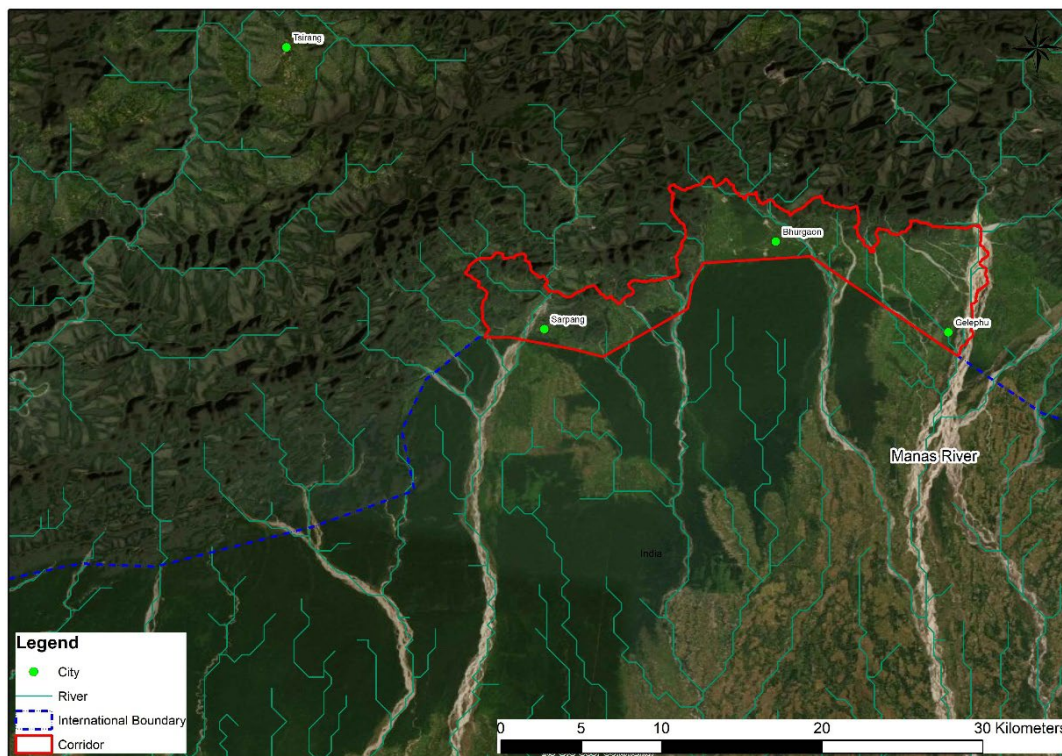 Tsirang
Bhurgaon
Sarpang
Gelephu
Manas River
India
Legend
City
River
International Boundary
Corridor
0 5 10 20 30 Kilometers